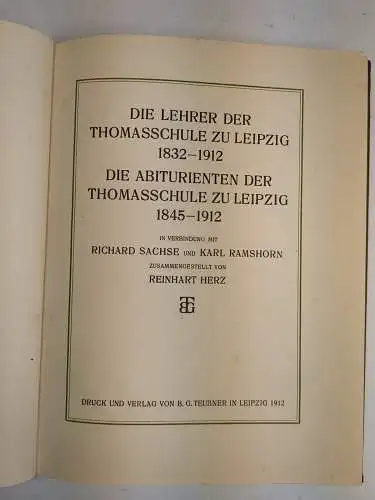 DIE LEHRER DER
THOMASSCHULE ZU LEIPZIG
1832–1912
DIE ABITURIENTEN DER
THOMASSCHULE ZU LEIPZIG
1845–1912
IN VERBINDUNG MIT
RICHARD SACHSE UND KARL RAMSHORN
ZUSAMMENGESTELLT VON
REINHART HERZ
BTG
DRUCK UND VERLAG VON B. G. TEUBNER IN LEIPZIG 1912